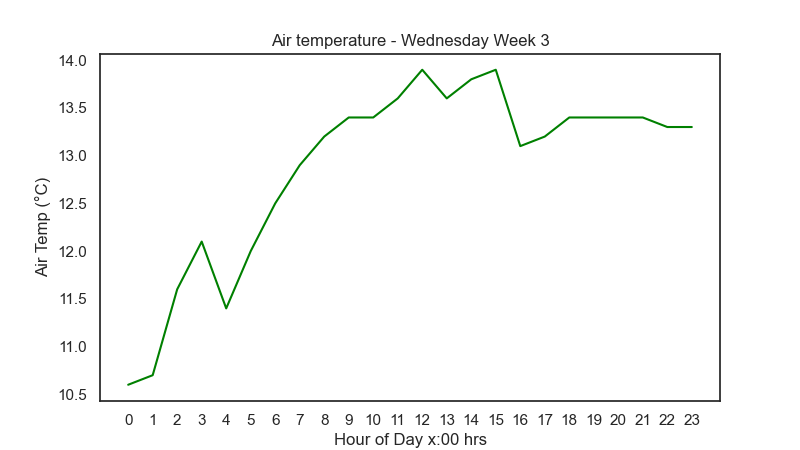 Air temperature - Wednesday Week 3
Air Temp (°C)
14.0
13.5
13.0
12.5
12.0
11.5
11.0
10.5
0 1 2 3 4 5 6 7 8 9 10 11 12 13 14 15 16 17 18 19 20 21 22 23
Hour of Day x:00 hrs